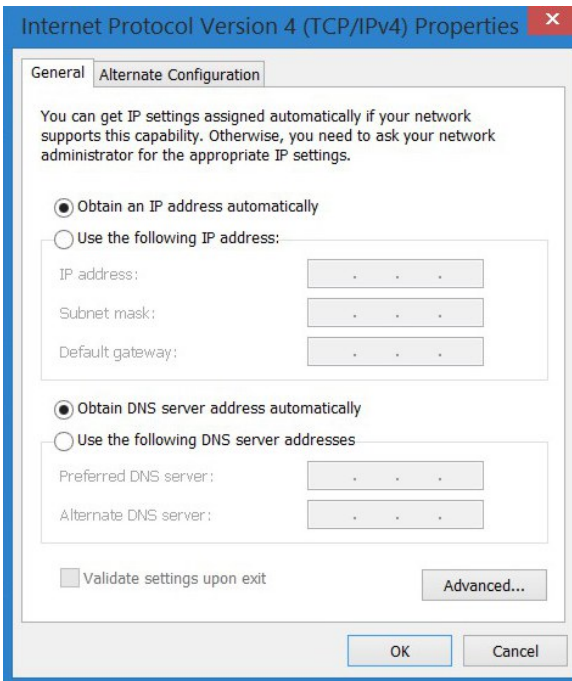 Internet Protocol Version 4 (TCP/IPv4) Properties
General
Alternate Configuration
You can get IP settings assigned automatically if your network
supports this capability. Otherwise, you need to ask your network
administrator for the appropriate IP settings.
Obtain an IP address automatically
Use the following IP address:
IP address:
Subnet mask:
Default gateway:
Obtain DNS server address automatically
Use the following DNS server addresses
Preferred DNS server:
Alternate DNS server:
Validate settings upon exit
Advanced...
OK
Cancel